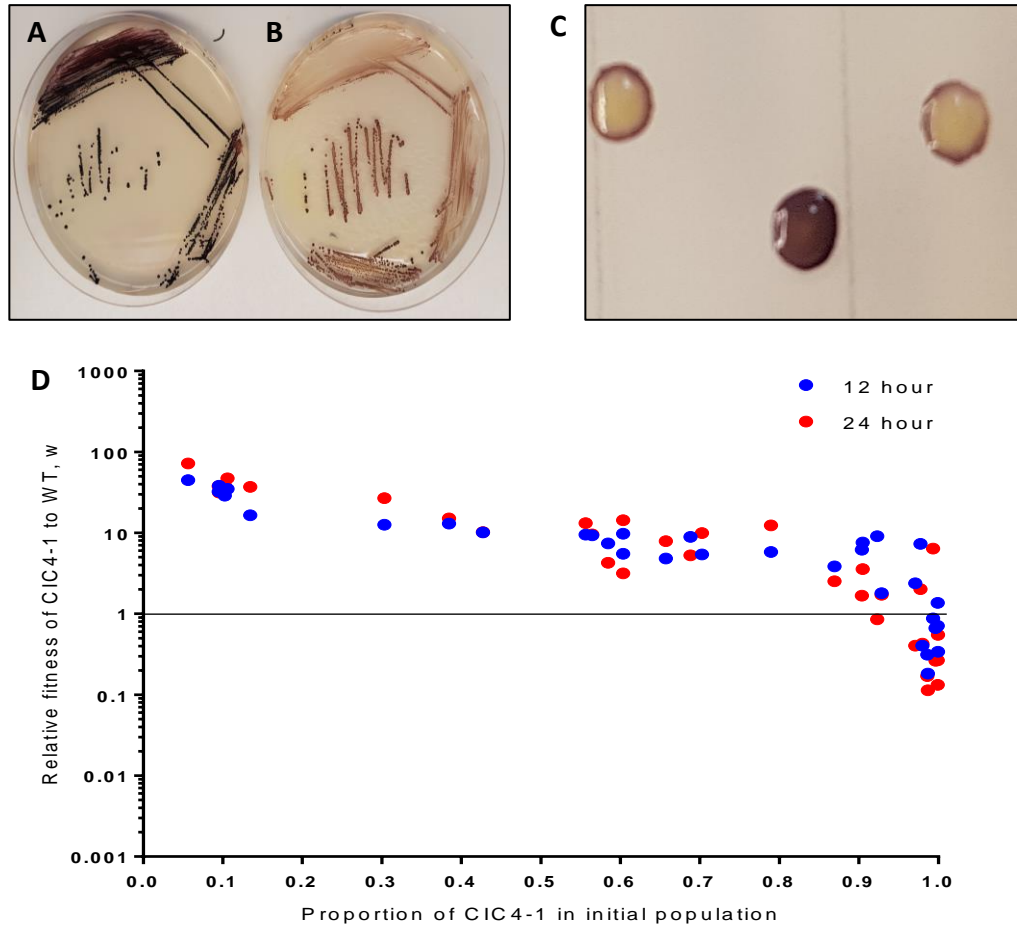 A
B
C
D
1000
100
10
1
0.1
0.01
0.001
12 hour
24 hour
Relative fitness of CIC4-1 to WT, w
0.0 0.1 0.2 0.3 0.4 0.5 0.6 0.7 0.8 0.9 1.0
Proportion of CIC4-1 in initial population